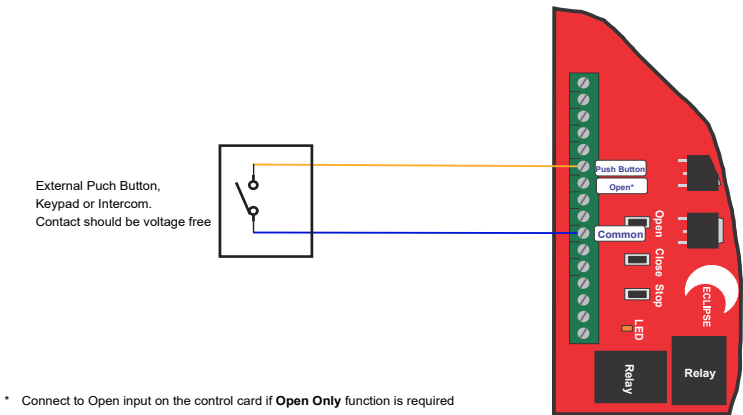 External Puch Button,
Keypad or Intercom.
Contact should be voltage free
Push Button
Open*
Common
Open
Close
Stop
LED
ECLIPSE
Relay
Relay
* Connect to Open input on the control card if Open Only function is required